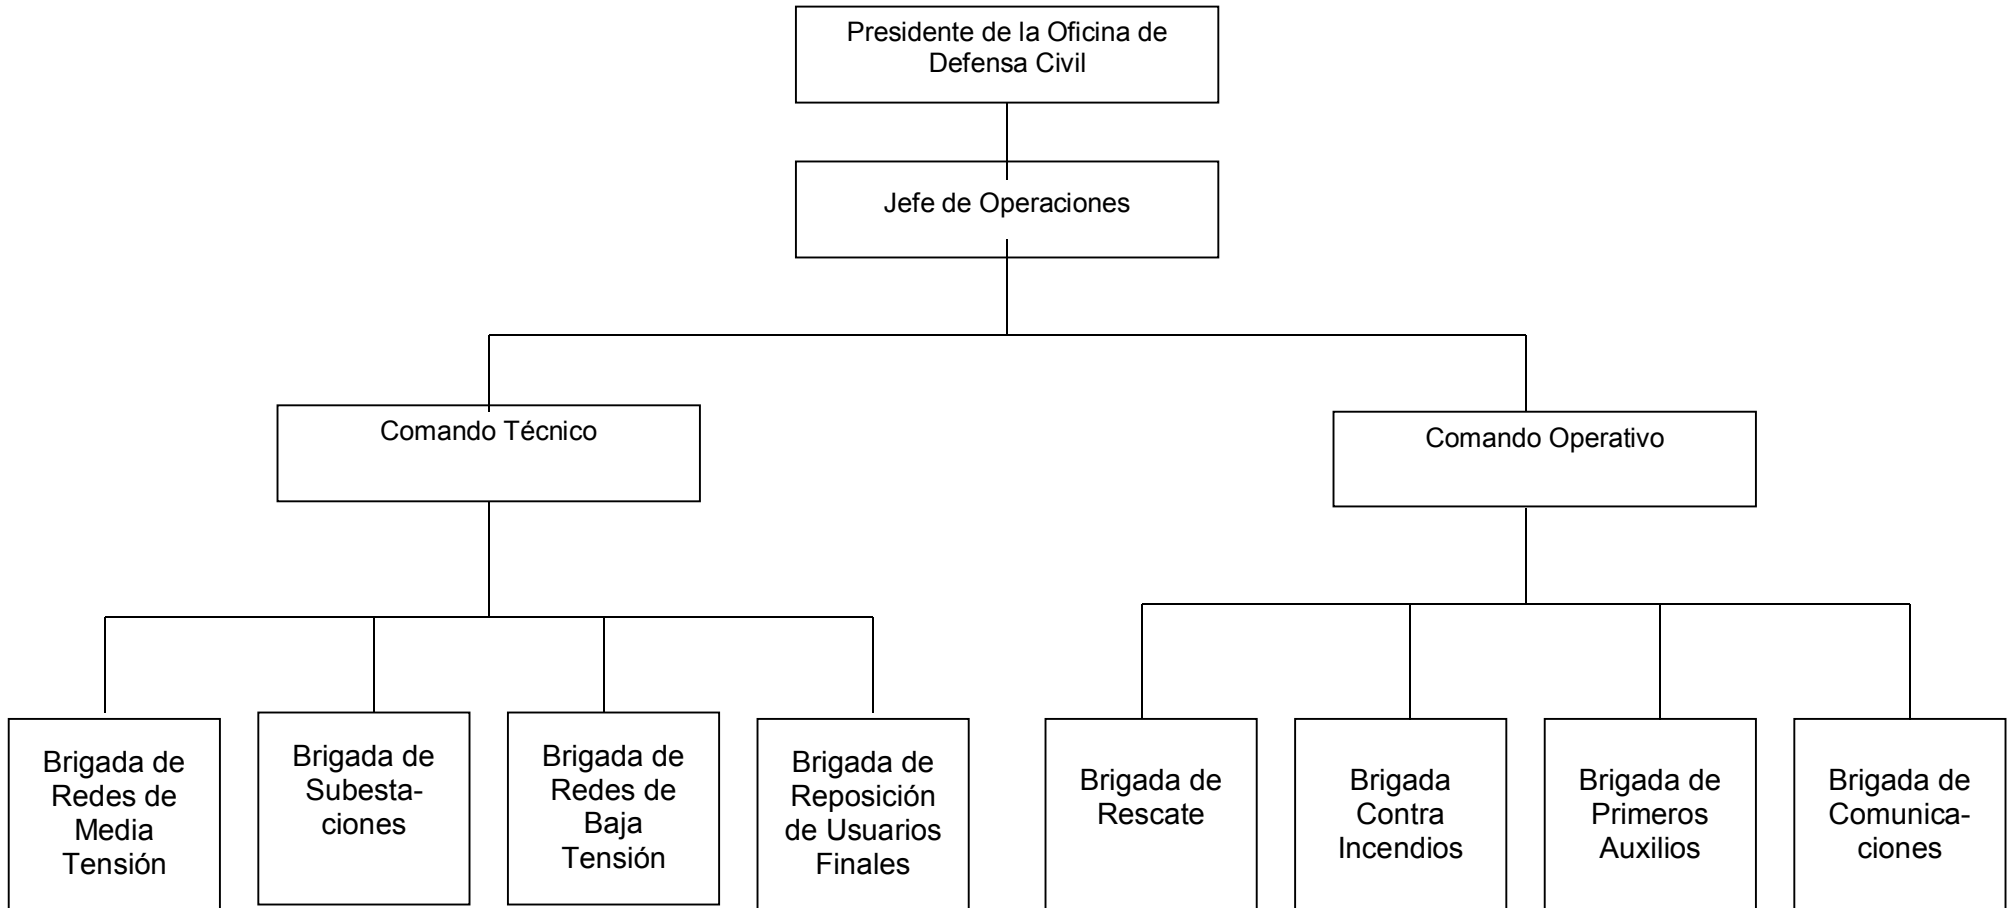 Presidente de la Oficina de
Defensa Civil
Jefe de Operaciones
Comando Técnico
Comando Operativo
Brigada de
Redes de
Media
Tensión
Brigada de
Subesta-
ciones
Brigada de
Redes de
Baja
Tensión
Brigada de
Reposición
de Usuarios
Finales
Brigada de
Rescate
Brigada
Contra
Incendios
Brigada de
Primeros
Auxilios
Brigada de
Comunica-
ciones